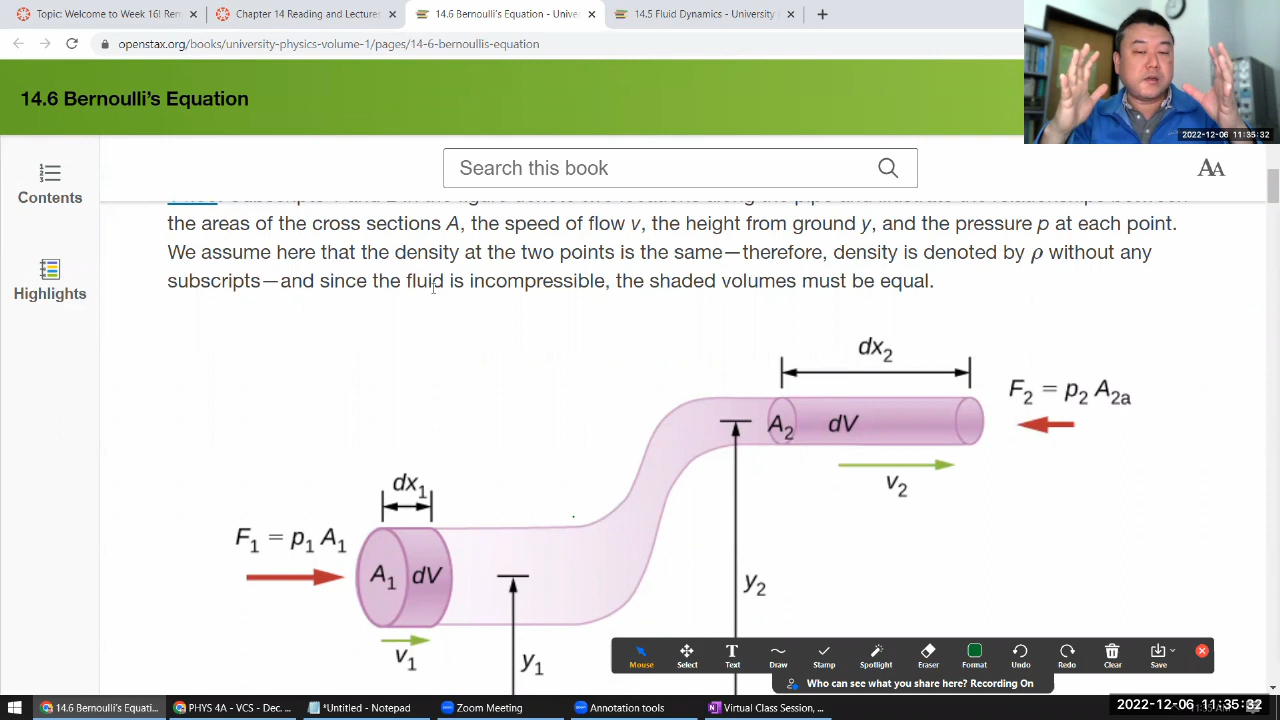 Topic: Welcome to Week 16! Rem
Chapter 14 Reading and Lectures
14.6 Bernoulli's Equation - Unive
14.5 Fluid Dynamics - University
openstax.org/books/university-physics-volume-1/pages/14-6-bernoullis-equation
2022-12-06 11:35:32
14.6 Bernoulli's Equation
Contents
Highlights
Search this book
AA
the areas of the cross sections A, the speed of flow v, the height from ground y, and the pressure p at each point.
We assume here that the density at the two points is the same—therefore, density is denoted by ρ without any
subscripts—and since the fluid is incompressible, the shaded volumes must be equal.
dx₂
F₂ = p₂ A₂ₐ
A₂ dV
v₂
dx₁
F₁ = p₁ A₁
A₁ dV
v₁
y₁
y₂
Mouse Select Text Draw Stamp Spotlight Eraser Format Undo Redo Clear Save
Who can see what you share here? Recording On
14.6 Bernoulli's Equati...
PHYS 4A - VCS - Dec. ...
*Untitled - Notepad
Zoom Meeting
Annotation tools
Virtual Class Session, ...
2022-12-06 11:35:32